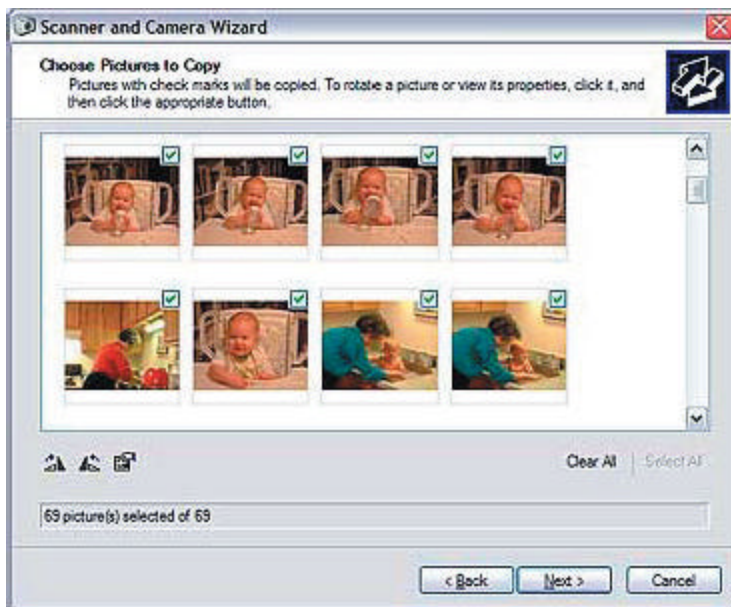 Scanner and Camera Wizard
Choose Pictures to Copy
Pictures with check marks will be copied. To rotate a picture or view its properties, click it, and
then click the appropriate button.
Clear All | Select All
69 picture(s) selected of 69
< Back Next > Cancel